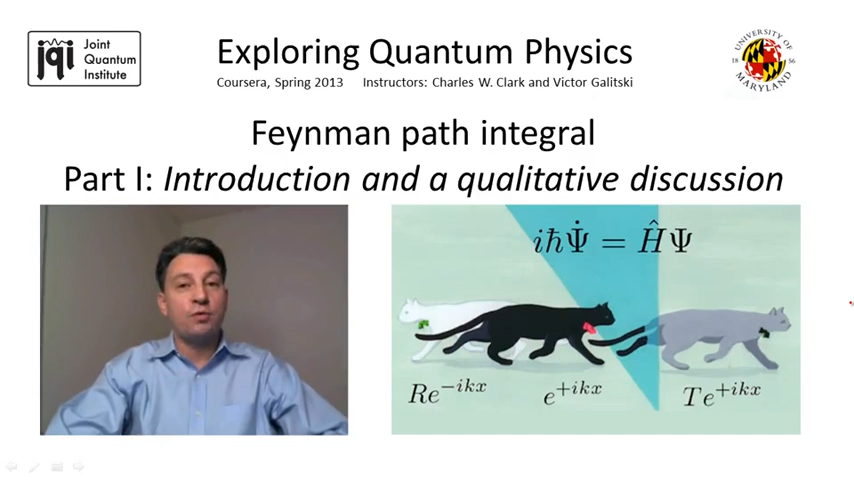 jqi
Joint
Quantum
Institute
Exploring Quantum Physics
Coursera, Spring 2013 Instructors: Charles W. Clark and Victor Galitski
UNIVERSITY OF
18 56
MARYLAND
Feynman path integral
Part I: Introduction and a qualitative discussion
iħΨ̇ = ĤΨ
Re^{-ikx} e^{+ikx} Te^{+ikx}